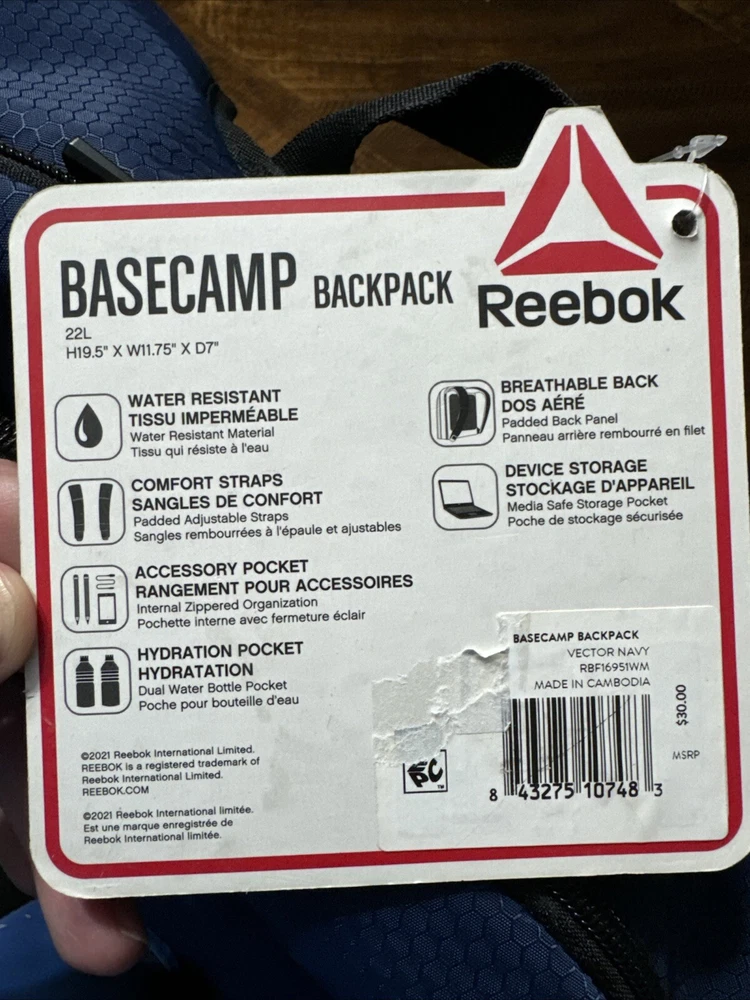 Reebok
BASECAMP BACKPACK
22L
H19.5" X W11.75" X D7"
WATER RESISTANT
TISSU IMPERMÉABLE
Water Resistant Material
Tissu qui résiste à l'eau
COMFORT STRAPS
SANGLES DE CONFORT
Padded Adjustable Straps
Sangles rembourrées à l'épaule et ajustables
ACCESSORY POCKET
RANGEMENT POUR ACCESSOIRES
Internal Zippered Organization
Pochette interne avec fermeture éclair
HYDRATION POCKET
HYDRATATION
Dual Water Bottle Pocket
Poche pour bouteille d'eau
BREATHABLE BACK
DOS AÉRÉ
Padded Back Panel
Panneau arrière rembourré en filet
DEVICE STORAGE
STOCKAGE D'APPAREIL
Media Safe Storage Pocket
Poche de stockage sécurisée
©2021 Reebok International Limited.
REEBOK is a registered trademark of
Reebok International Limited.
REEBOK.COM
©2021 Reebok International limitée.
Est une marque enregistrée de
Reebok International limitée.
BASECAMP BACKPACK
VECTOR NAVY
RBF16951WM
MADE IN CAMBODIA
$30.00
MSRP
8 43275 10748 3